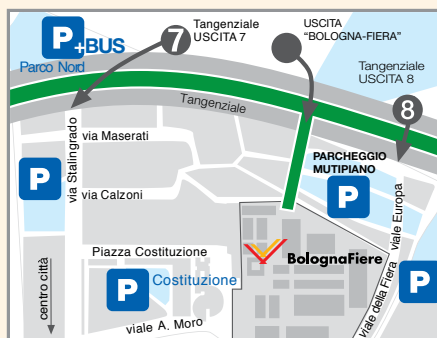 P
+BUS
Parco Nord
7
Tangenziale
USCITA 7
USCITA
"BOLOGNA-FIERA"
Tangenziale
USCITA 8
8
Tangenziale
via Stalingrado
via Maserati
PARCHEGGIO
MUTIPIANO
P
P
via Calzoni
viale Europa
Piazza Costituzione
BolognaFiere
centro città
P
Costituzione
viale della Fiera
P
viale A. Moro